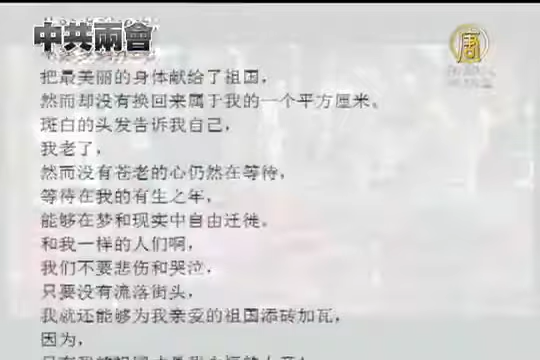 中共兩會
唐
把最美丽的身体献给了祖国，
然而却没有换回来属于我的一个平方厘米。
斑白的头发告诉我自己，
我老了，
然而没有苍老的心仍然在等待，
等待在我的有生之年，
能够在梦和现实中自由迁徙。
和我一样的人们啊，
我们不要悲伤和哭泣，
只要没有流落街头，
我就还能够为我亲爱的祖国添砖加瓦，
因为，